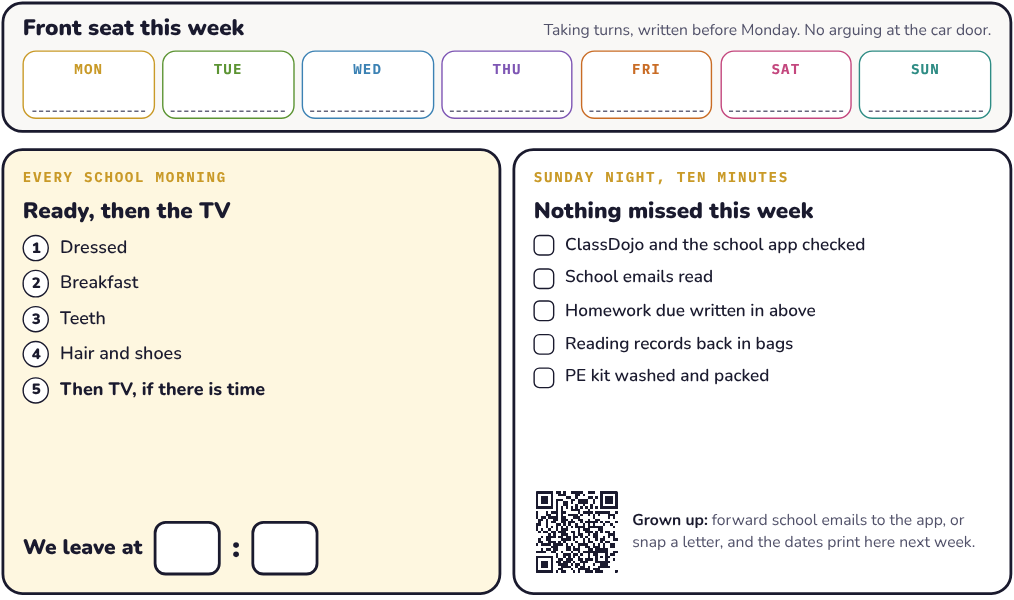 Front seat this week
Taking turns, written before Monday. No arguing at the car door.
MON
TUE
WED
THU
FRI
SAT
SUN
EVERY SCHOOL MORNING
Ready, then the TV
1 Dressed
2 Breakfast
3 Teeth
4 Hair and shoes
5 Then TV, if there is time
We leave at :
SUNDAY NIGHT, TEN MINUTES
Nothing missed this week
ClassDojo and the school app checked
School emails read
Homework due written in above
Reading records back in bags
PE kit washed and packed
Grown up: forward school emails to the app, or
snap a letter, and the dates print here next week.